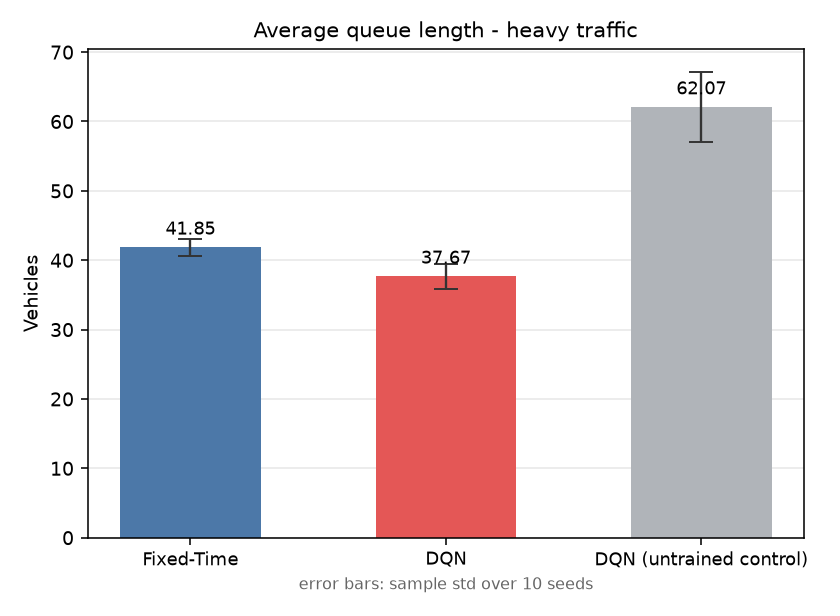 Average queue length - heavy traffic
Vehicles
70
60
50
40
30
20
10
0
41.85
37.67
62.07
Fixed-Time
DQN
DQN (untrained control)
error bars: sample std over 10 seeds